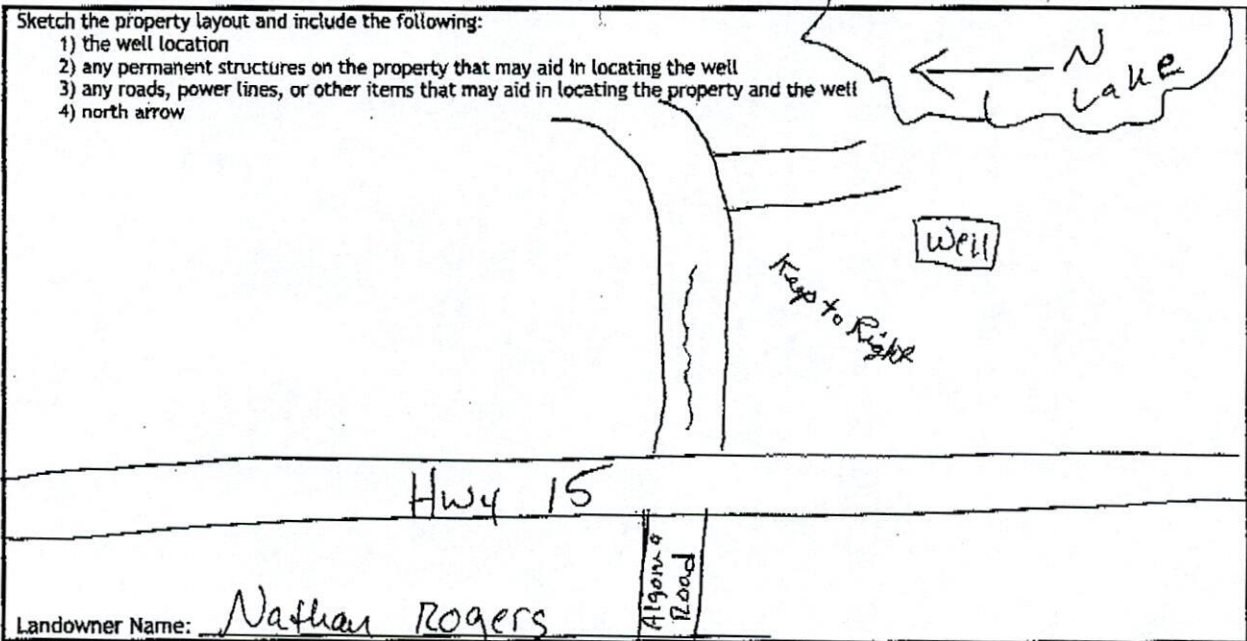 Sketch the property layout and include the following:
1) the well location
2) any permanent structures on the property that may aid in locating the well
3) any roads, power lines, or other items that may aid in locating the property and the well
4) north arrow
N
Lake
Well
Keep to Right
Hwy 15
Algoma
Road
Landowner Name: Nathan Rogers